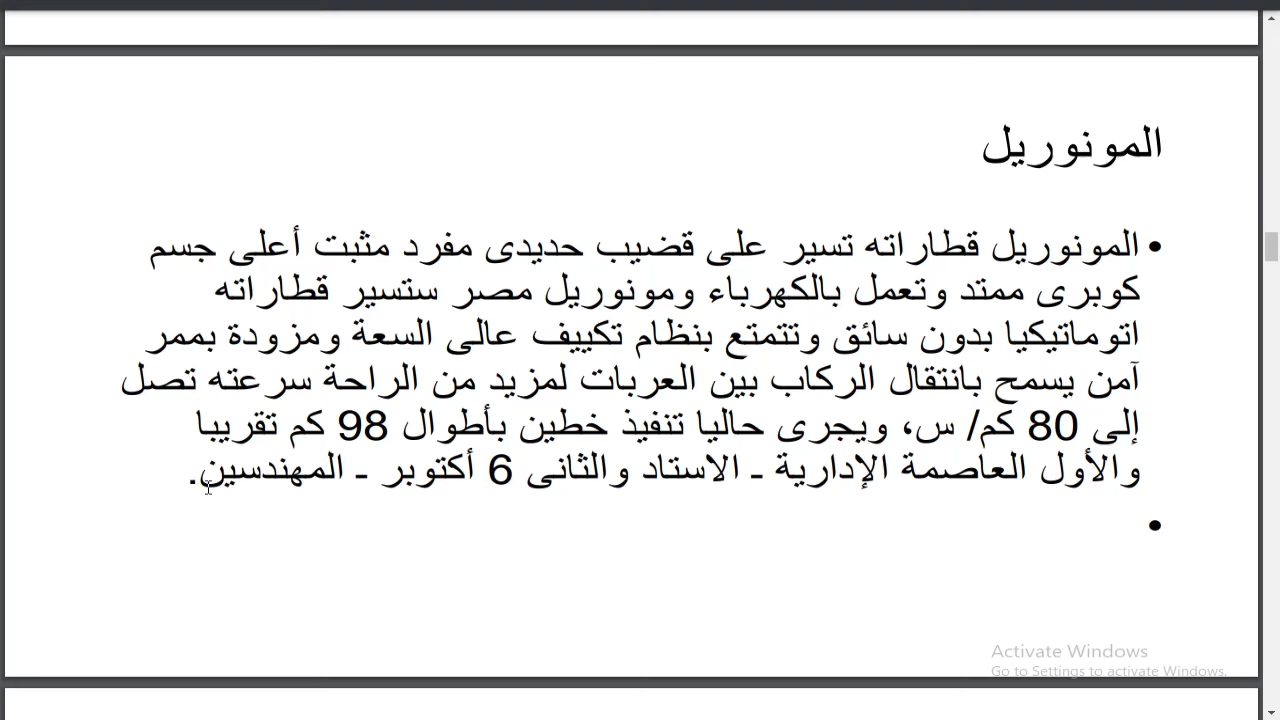 المونوريل
• المونوريل قطاراته تسير على قضيب حديدى مفرد مثبت أعلى جسم
كوبرى ممتد وتعمل بالكهرباء ومونوريل مصر ستسير قطاراته
اتوماتيكيا بدون سائق وتتمتع بنظام تكييف عالى السعة ومزودة بممر
آمن يسمح بانتقال الركاب بين العربات لمزيد من الراحة سرعته تصل
إلى 80 كم/ س، ويجرى حاليا تنفيذ خطين بأطوال 98 كم تقريبا
والأول العاصمة الإدارية ـ الاستاد والثانى 6 أكتوبر ـ المهندسين.
•
Activate Windows
Go to Settings to activate Windows.